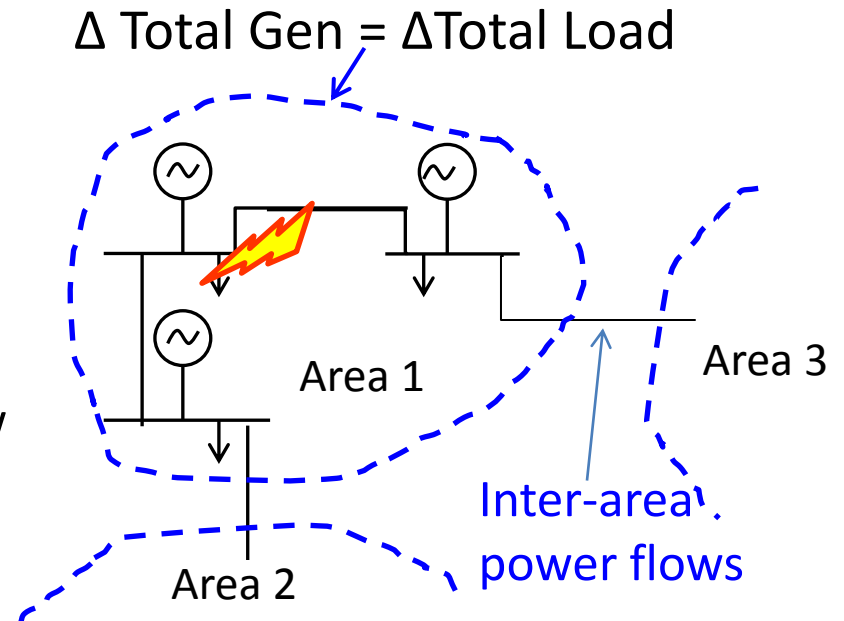 Δ Total Gen = ΔTotal Load
Area 1
Area 3
Inter-area
power flows
Area 2